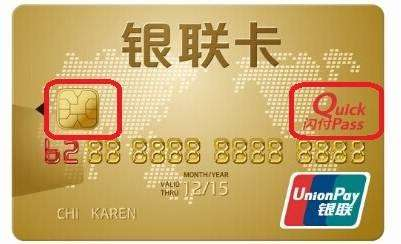 银联卡
Quick
闪付Pass
62 88 8888 8888 8888
MONTH/YEAR
VALID
THRU 12/15
CHI KAREN
UnionPay
银联